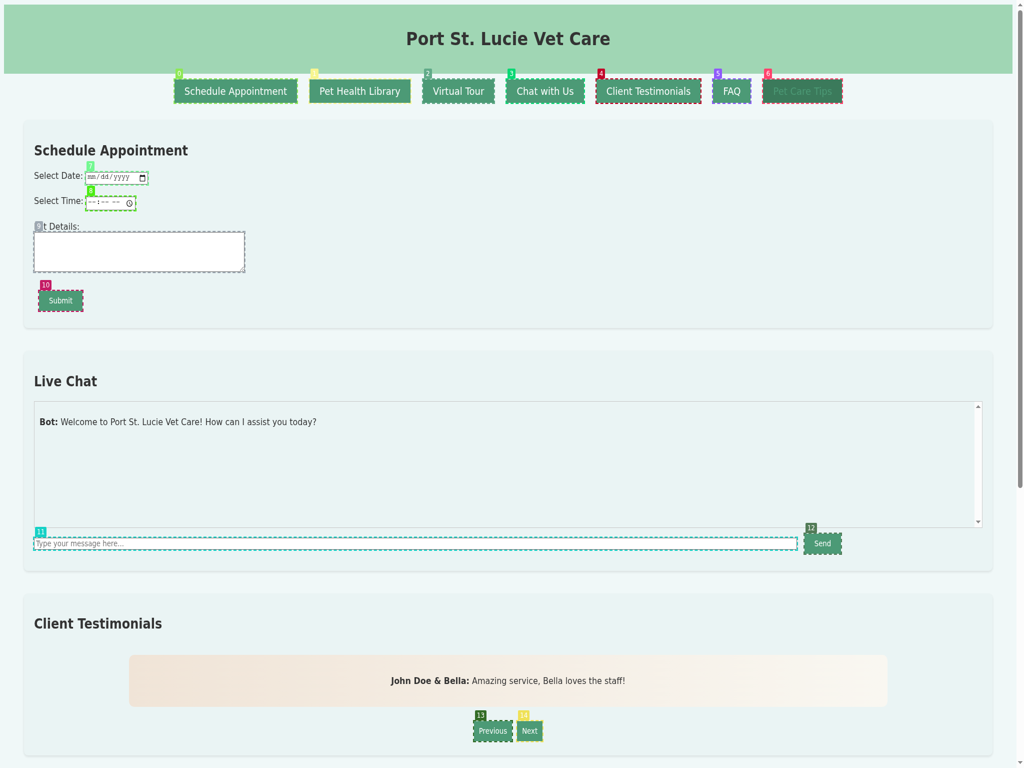 Port St. Lucie Vet Care
0 2 3 4 5 6
Schedule Appointment Pet Health Library Virtual Tour Chat with Us Client Testimonials FAQ Pet Care Tips
Schedule Appointment
7
Select Date: mm/dd/yyyy
8
Select Time: --:-- --
9 t Details:
10
Submit
Live Chat
Bot: Welcome to Port St. Lucie Vet Care! How can I assist you today?
11 12
Type your message here... Send
Client Testimonials
John Doe & Bella: Amazing service, Bella loves the staff!
13 14
Previous Next